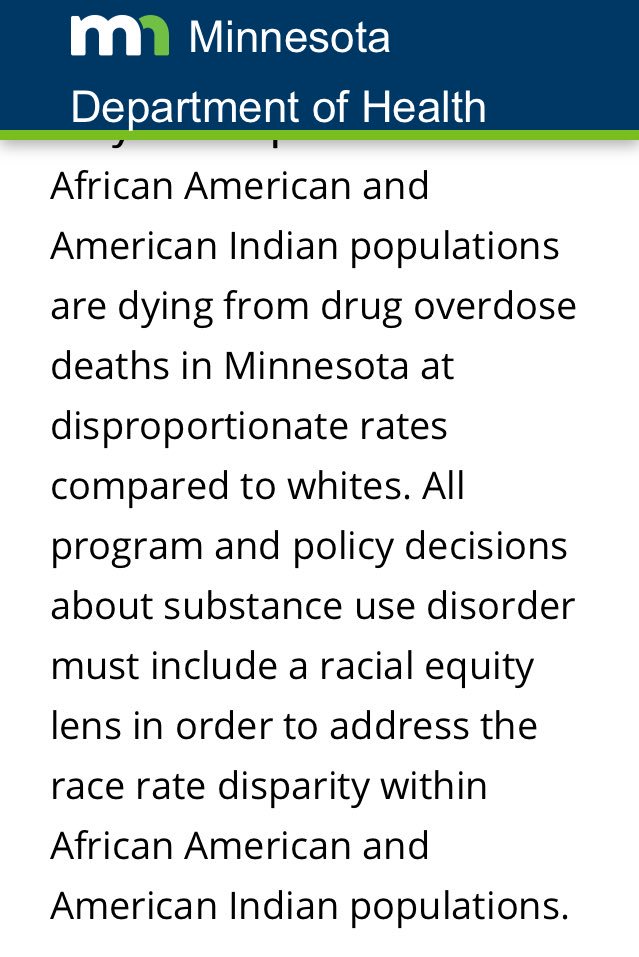 mn Minnesota
Department of Health
African American and
American Indian populations
are dying from drug overdose
deaths in Minnesota at
disproportionate rates
compared to whites. All
program and policy decisions
about substance use disorder
must include a racial equity
lens in order to address the
race rate disparity within
African American and
American Indian populations.